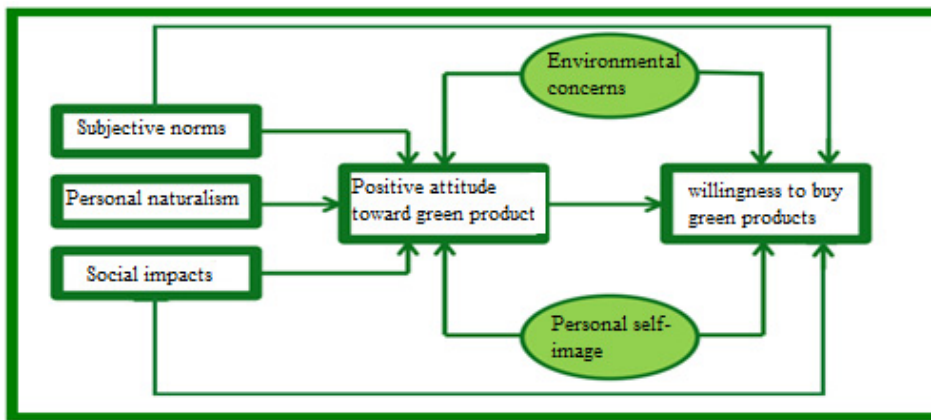 Environmental
concerns
Subjective norms
Personal naturalism
Positive attitude
toward green product
willingness to buy
green products
Social impacts
Personal self-
image